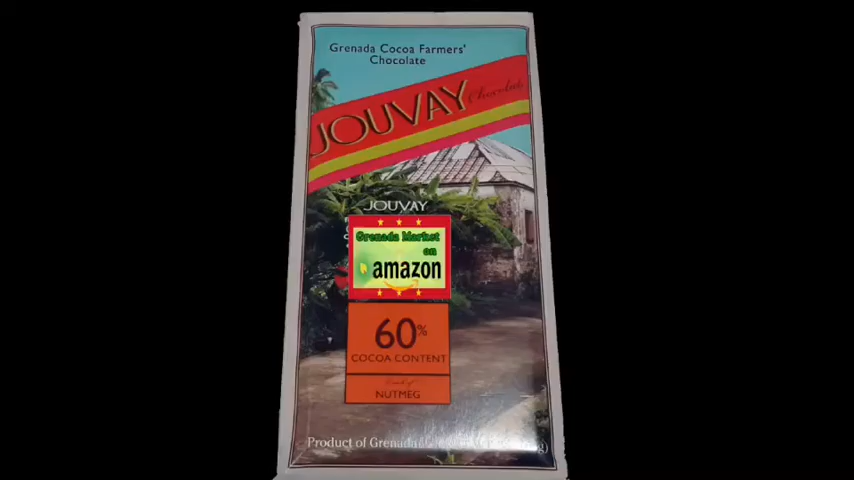 Grenada Cocoa Farmers'
Chocolate
JOUVAY Chocolate
JOUVAY
Grenada Market
on
amazon
60%
COCOA CONTENT
NUTMEG
Product of Grenada